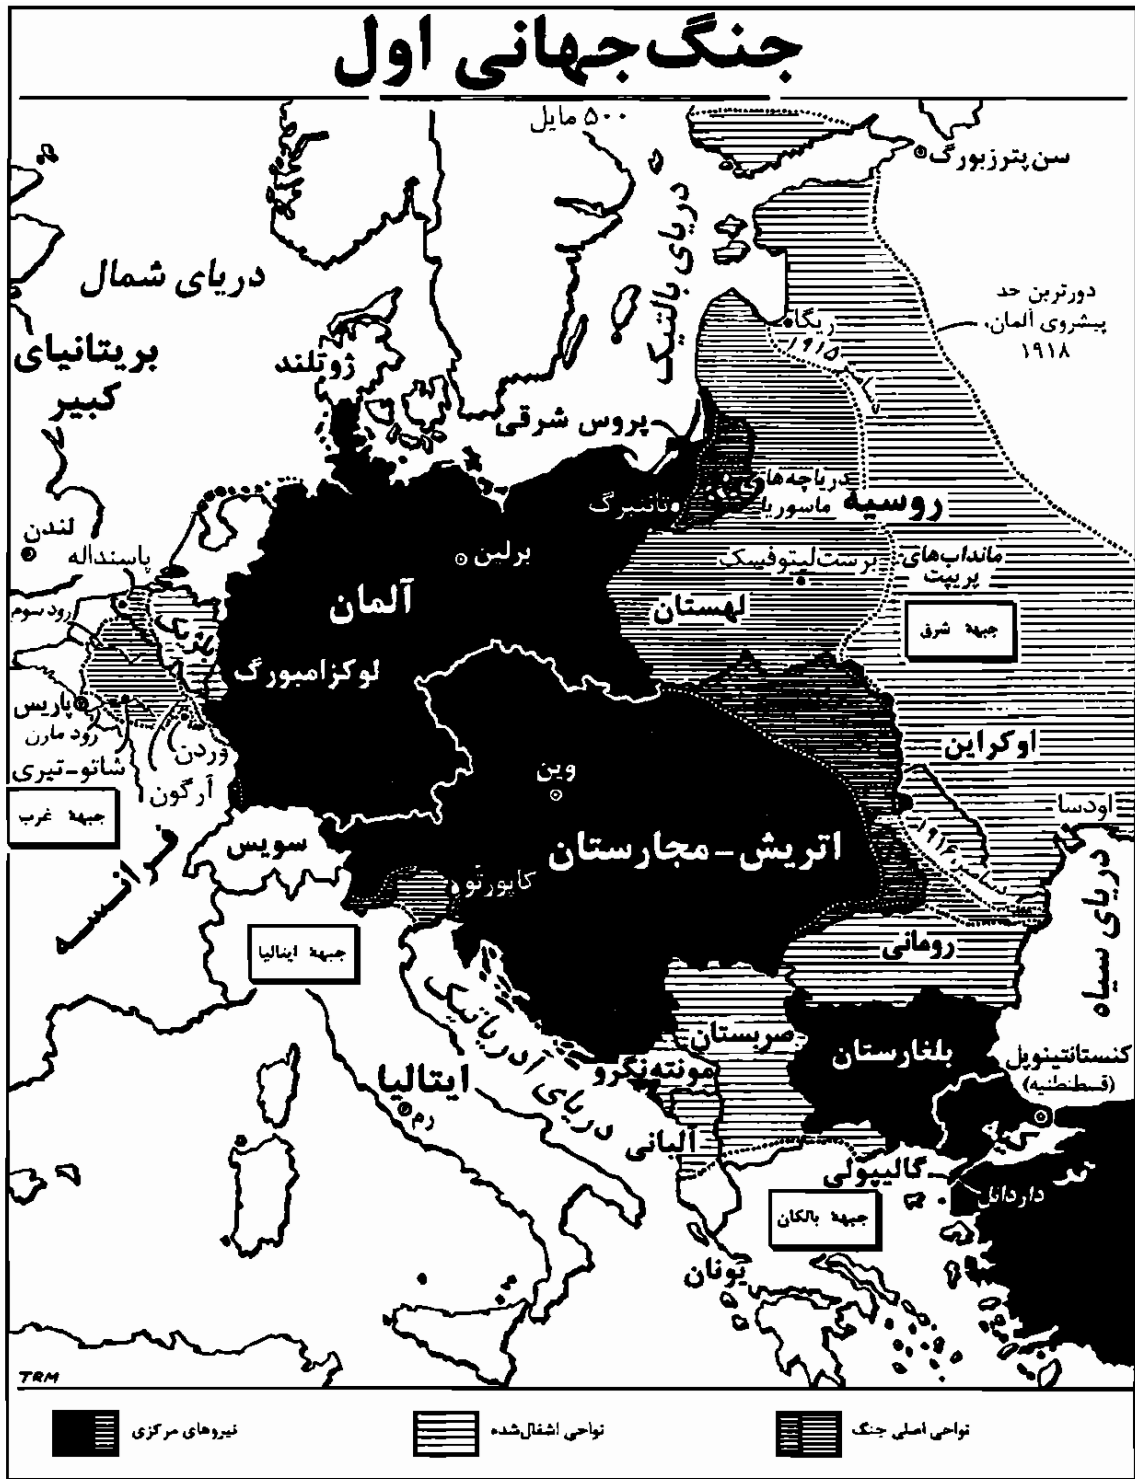 جنگ جهانی اول
۵۰۰ مایل
سن پترزبورگ
دریای بالتیک
دریای شمال
دورترین حد
پیشروی آلمان،
۱۹۱۸
ریگا
۱۹۱۵
بریتانیای
کبیر
ژوتلند
پروس شرقی
دریاچه‌های
ماسوریا
روسیه
تاننبرگ
لندن
پاسنداله
برلین
برست لیتوفسک
مانداب‌های
پریپت
آلمان
لهستان
جبههٔ شرق
رود سوم
بلژیک
لوکزامبورگ
پاریس
رود مارن
وردن
شاتو-تیری
آرگون
اوکراین
وین
اودسا
جبههٔ غرب
فرانسه
سویس
اتریش-مجارستان
۱۹۱۷
کاپورتو
دریای سیاه
جبههٔ ایتالیا
رومانی
دریای آدریاتیک
صربستان
بلغارستان
کنستانتینوپل
(قسطنطنیه)
مونته‌نگرو
ایتالیا
رم
آلبانی
گالیپولی
داردانل
جبههٔ بالکان
یونان
TRM
نیروهای مرکزی
نواحی اشغال‌شده
نواحی اصلی جنگ